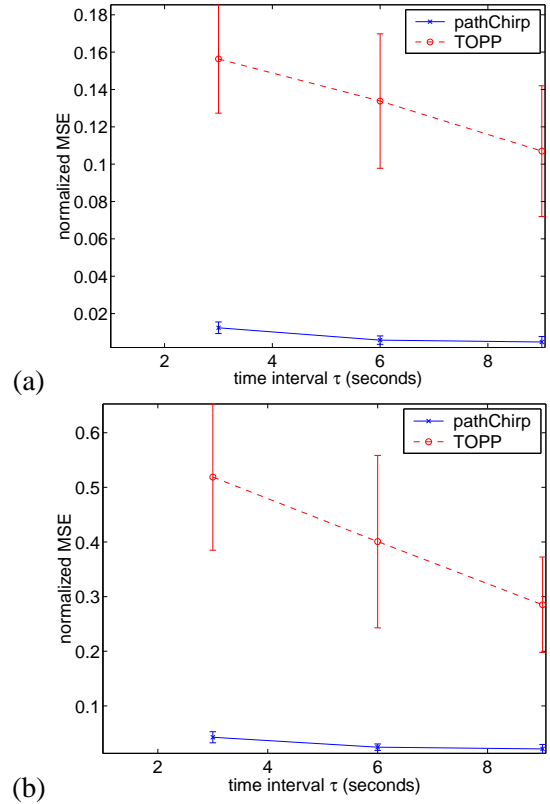 0.18
0.16
0.14
0.12
0.1
0.08
0.06
0.04
0.02
normalized MSE
pathChirp
TOPP
2 4 6 8
time interval τ (seconds)
(a)
0.6
0.5
0.4
0.3
0.2
0.1
normalized MSE
pathChirp
TOPP
2 4 6 8
time interval τ (seconds)
(b)